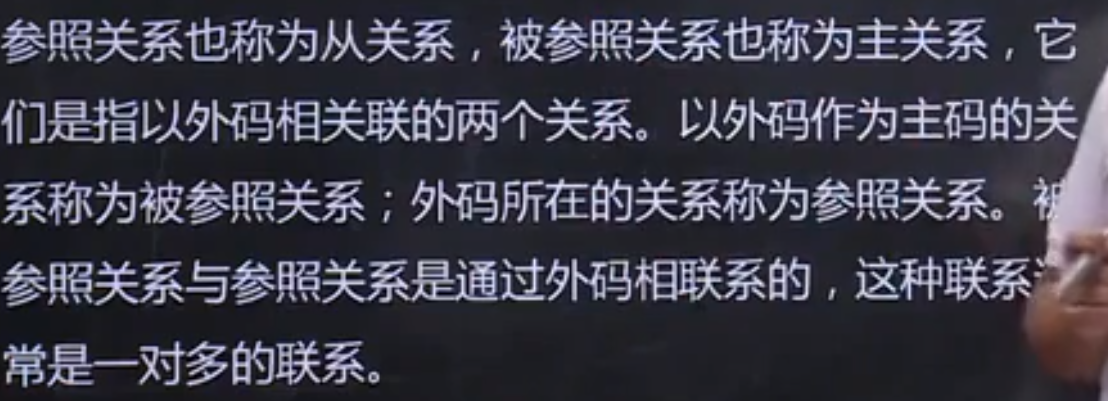 参照关系也称为从关系，被参照关系也称为主关系，它
们是指以外码相关联的两个关系。以外码作为主码的关
系称为被参照关系；外码所在的关系称为参照关系。被
参照关系与参照关系是通过外码相联系的，这种联系
常是一对多的联系。